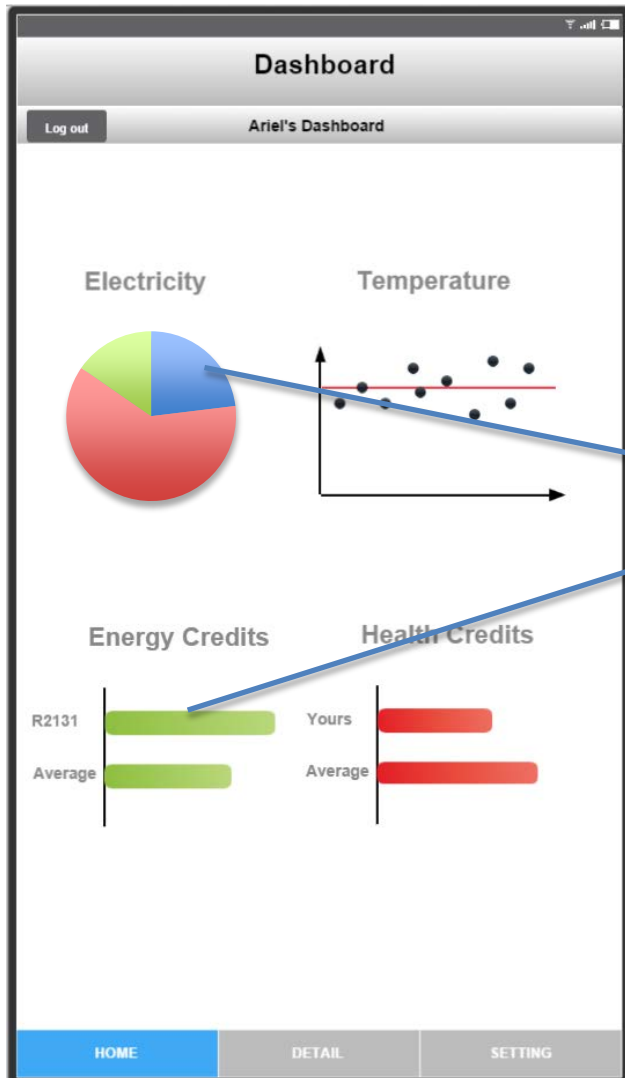 Dashboard
Log out
Ariel's Dashboard
Electricity
Temperature
Energy Credits
Health Credits
R2131
Average
Yours
Average
HOME
DETAIL
SETTING